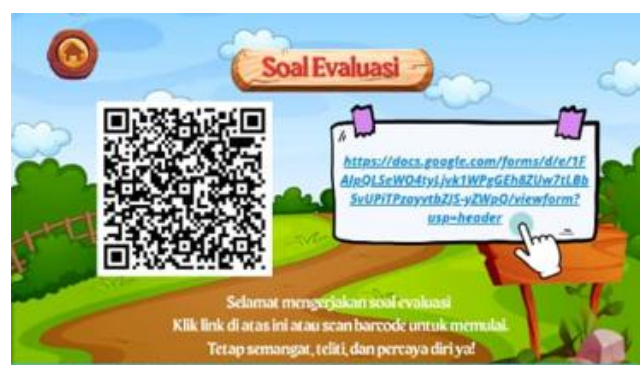 Soal Evaluasi
https://docs.google.com/forms/d/e/1F
AIpQLSeWO4tyLjvk1WPgGEh8ZUw7tLBb
SvUPiTPzoyvtbZJS-yZWpQ/viewform?
usp=header
Selamat mengerjakan soal evaluasi
Klik link di atas ini atau scan barcode untuk memulai.
Tetap semangat, teliti, dan percaya diri ya!